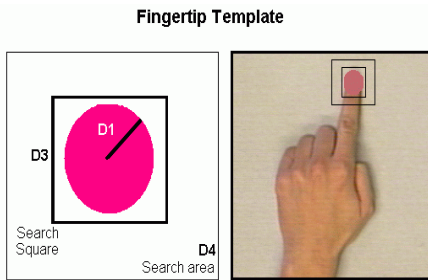 Fingertip Template
D1
D3
Search
Square
D4
Search area